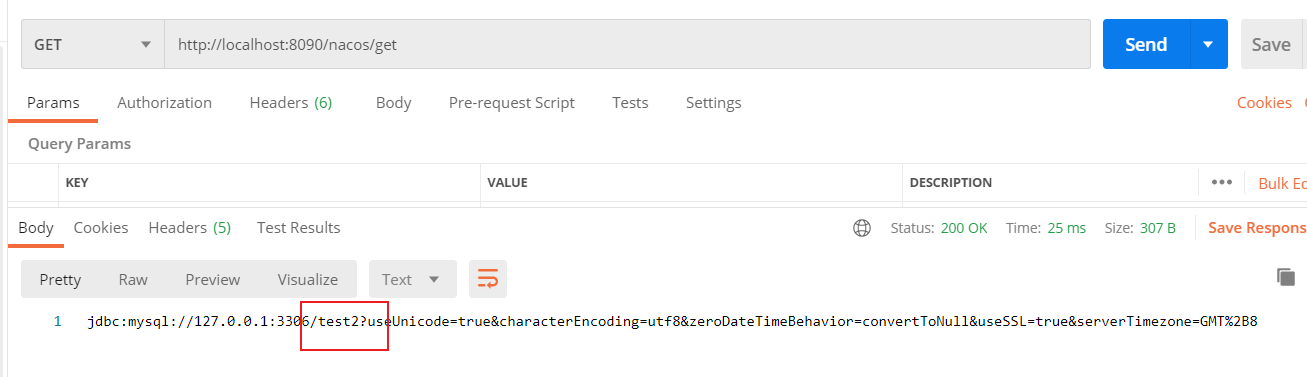 GET http://localhost:8090/nacos/get Send Save
Params Authorization Headers (6) Body Pre-request Script Tests Settings Cookies
Query Params
KEY VALUE DESCRIPTION ••• Bulk Ed
Body Cookies Headers (5) Test Results Status: 200 OK Time: 25 ms Size: 307 B Save Respons
Pretty Raw Preview Visualize Text
1 jdbc:mysql://127.0.0.1:3306/test2?useUnicode=true&characterEncoding=utf8&zeroDateTimeBehavior=convertToNull&useSSL=true&serverTimezone=GMT%2B8